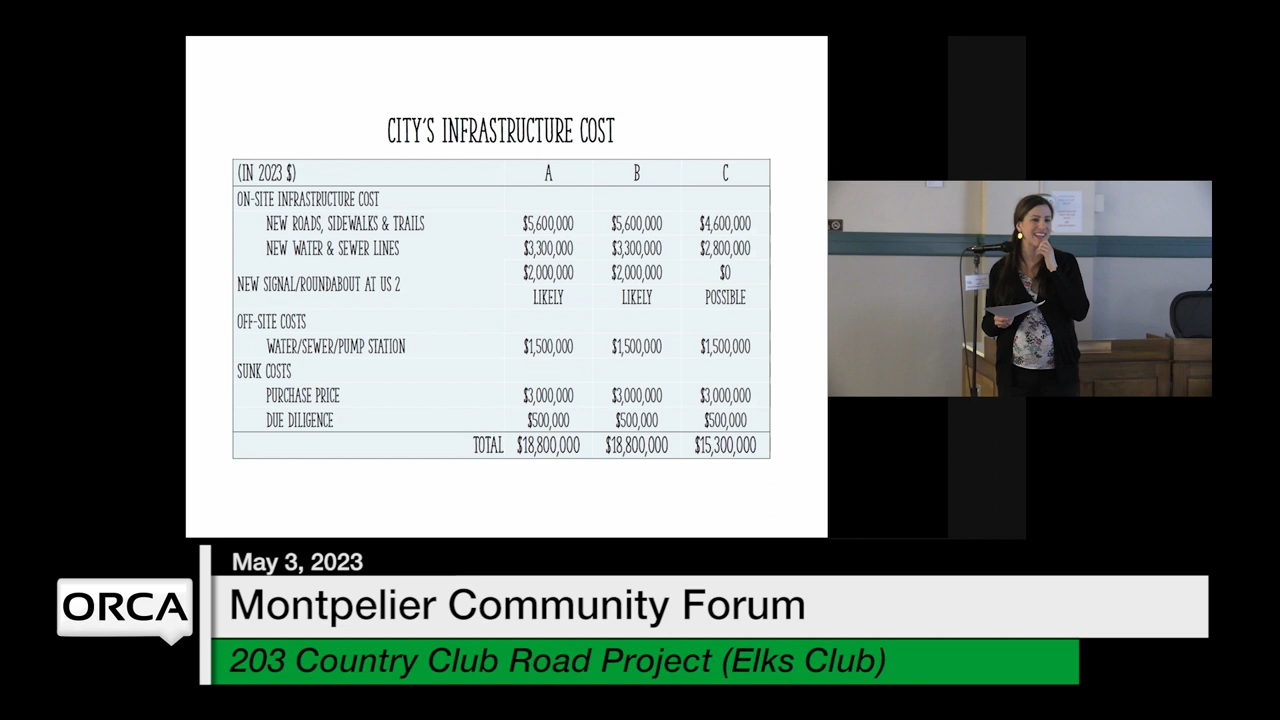 CITY'S INFRASTRUCTURE COST
(IN 2023 $) A B C
ON-SITE INFRASTRUCTURE COST
NEW ROADS, SIDEWALKS & TRAILS $5,600,000 $5,600,000 $4,600,000
NEW WATER & SEWER LINES $3,300,000 $3,300,000 $2,800,000
NEW SIGNAL/ROUNDABOUT AT US 2 $2,000,000 $2,000,000 $0
LIKELY LIKELY POSSIBLE
OFF-SITE COSTS
WATER/SEWER/PUMP STATION $1,500,000 $1,500,000 $1,500,000
SUNK COSTS
PURCHASE PRICE $3,000,000 $3,000,000 $3,000,000
DUE DILIGENCE $500,000 $500,000 $500,000
TOTAL $18,800,000 $18,800,000 $15,300,000
May 3, 2023
ORCA
Montpelier Community Forum
203 Country Club Road Project (Elks Club)